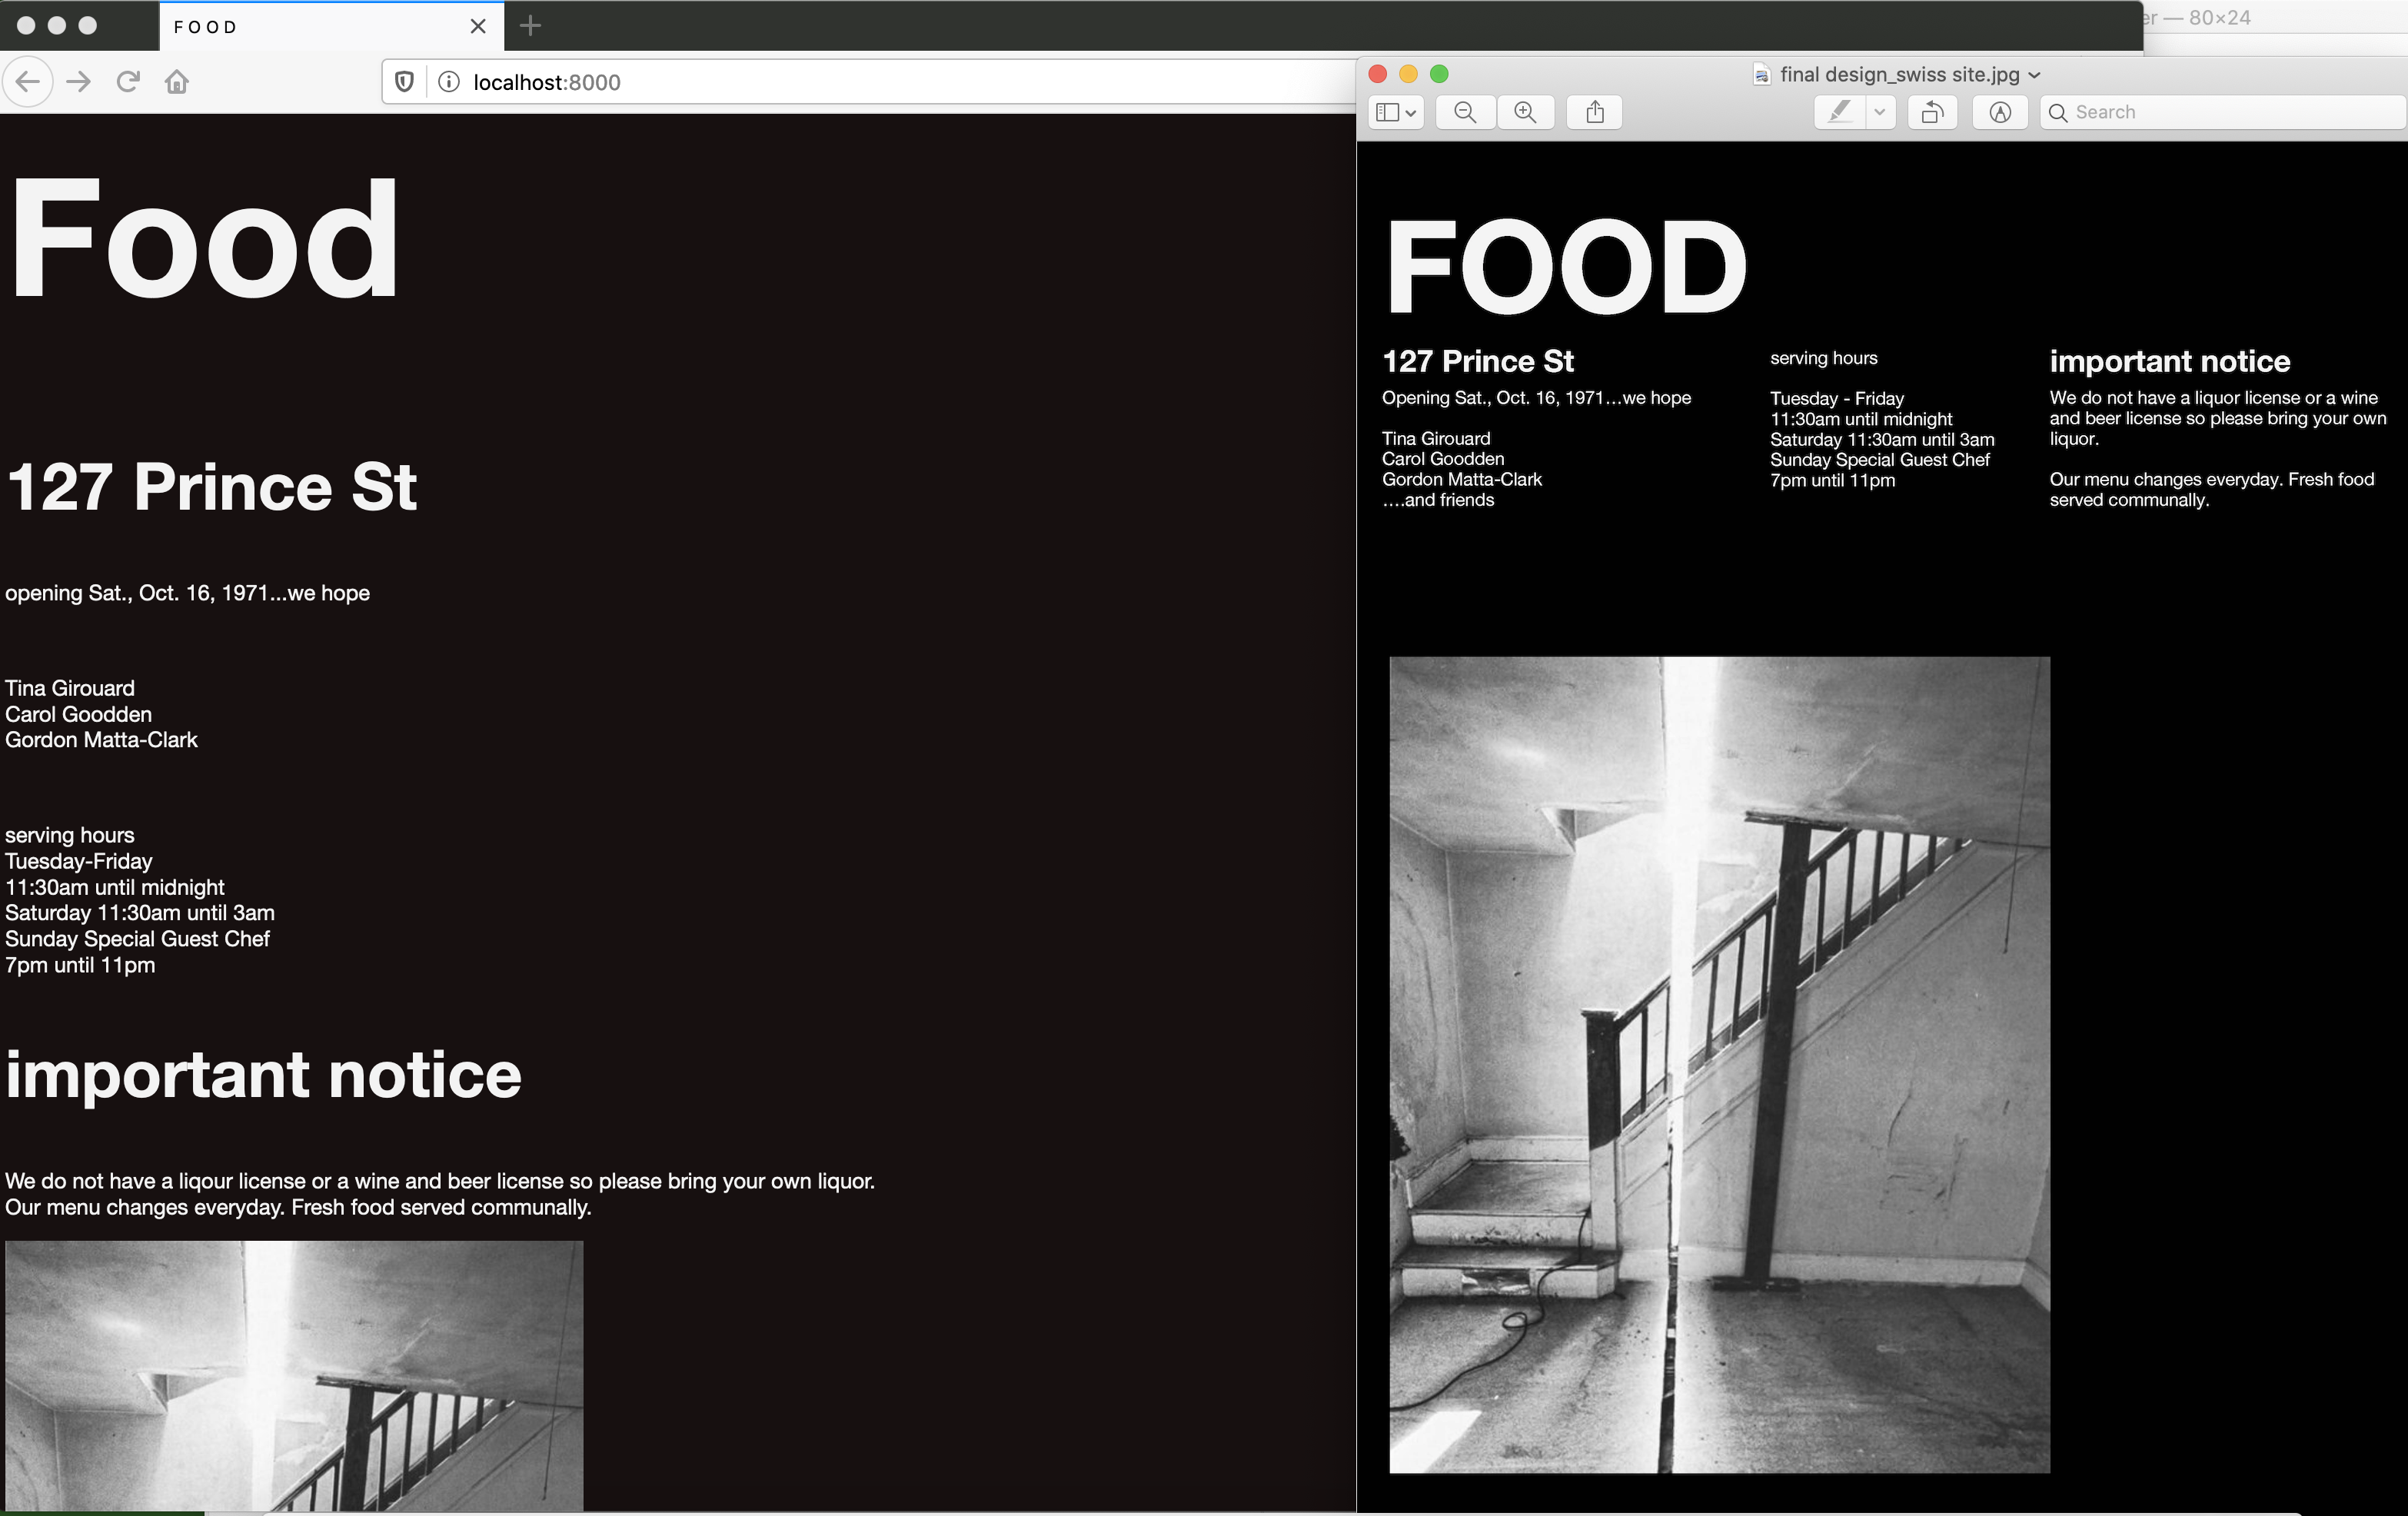 FOOD
er — 80×24
localhost:8000
final design_swiss site.jpg
Search
Food
127 Prince St
opening Sat., Oct. 16, 1971...we hope
Tina Girouard
Carol Goodden
Gordon Matta-Clark
serving hours
Tuesday-Friday
11:30am until midnight
Saturday 11:30am until 3am
Sunday Special Guest Chef
7pm until 11pm
important notice
We do not have a liqour license or a wine and beer license so please bring your own liquor.
Our menu changes everyday. Fresh food served communally.
FOOD
127 Prince St
Opening Sat., Oct. 16, 1971...we hope
Tina Girouard
Carol Goodden
Gordon Matta-Clark
....and friends
serving hours
Tuesday - Friday
11:30am until midnight
Saturday 11:30am until 3am
Sunday Special Guest Chef
7pm until 11pm
important notice
We do not have a liquor license or a wine
and beer license so please bring your own
liquor.
Our menu changes everyday. Fresh food
served communally.